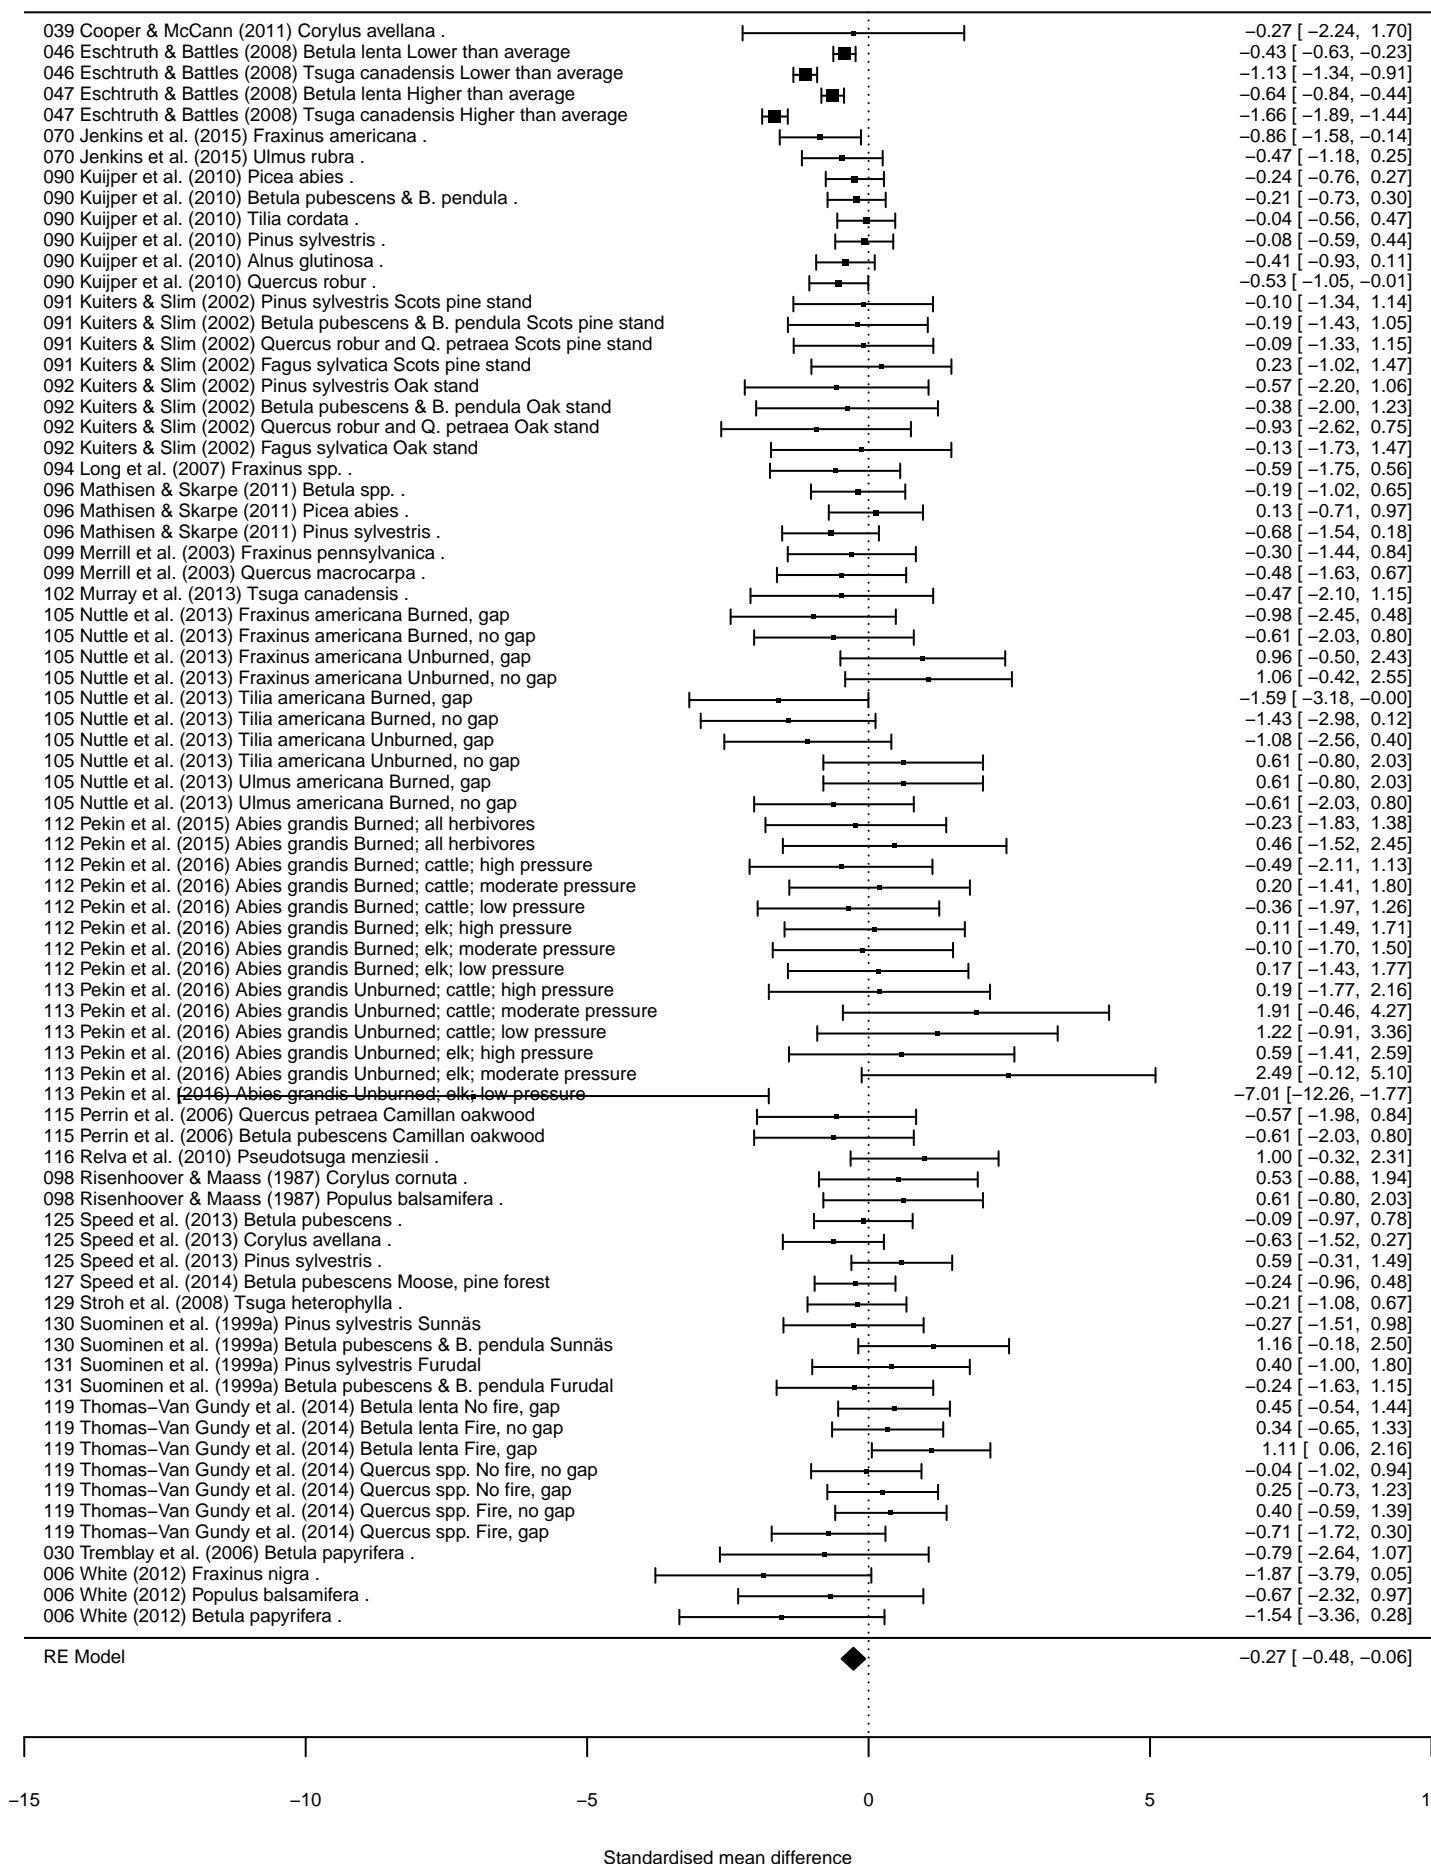 039 Cooper & McCann (2011) Corylus avellana . −0.27 [ −2.24, 1.70]
046 Eschtruth & Battles (2008) Betula lenta Lower than average −0.43 [ −0.63, −0.23]
046 Eschtruth & Battles (2008) Tsuga canadensis Lower than average −1.13 [ −1.34, −0.91]
047 Eschtruth & Battles (2008) Betula lenta Higher than average −0.64 [ −0.84, −0.44]
047 Eschtruth & Battles (2008) Tsuga canadensis Higher than average −1.66 [ −1.89, −1.44]
070 Jenkins et al. (2015) Fraxinus americana . −0.86 [ −1.58, −0.14]
070 Jenkins et al. (2015) Ulmus rubra . −0.47 [ −1.18, 0.25]
090 Kuijper et al. (2010) Picea abies . −0.24 [ −0.76, 0.27]
090 Kuijper et al. (2010) Betula pubescens & B. pendula . −0.21 [ −0.73, 0.30]
090 Kuijper et al. (2010) Tilia cordata . −0.04 [ −0.56, 0.47]
090 Kuijper et al. (2010) Pinus sylvestris . −0.08 [ −0.59, 0.44]
090 Kuijper et al. (2010) Alnus glutinosa . −0.41 [ −0.93, 0.11]
090 Kuijper et al. (2010) Quercus robur . −0.53 [ −1.05, −0.01]
091 Kuiters & Slim (2002) Pinus sylvestris Scots pine stand −0.10 [ −1.34, 1.14]
091 Kuiters & Slim (2002) Betula pubescens & B. pendula Scots pine stand −0.19 [ −1.43, 1.05]
091 Kuiters & Slim (2002) Quercus robur and Q. petraea Scots pine stand −0.09 [ −1.33, 1.15]
091 Kuiters & Slim (2002) Fagus sylvatica Scots pine stand 0.23 [ −1.02, 1.47]
092 Kuiters & Slim (2002) Pinus sylvestris Oak stand −0.57 [ −2.20, 1.06]
092 Kuiters & Slim (2002) Betula pubescens & B. pendula Oak stand −0.38 [ −2.00, 1.23]
092 Kuiters & Slim (2002) Quercus robur and Q. petraea Oak stand −0.93 [ −2.62, 0.75]
092 Kuiters & Slim (2002) Fagus sylvatica Oak stand −0.13 [ −1.73, 1.47]
094 Long et al. (2007) Fraxinus spp. . −0.59 [ −1.75, 0.56]
096 Mathisen & Skarpe (2011) Betula spp. . −0.19 [ −1.02, 0.65]
096 Mathisen & Skarpe (2011) Picea abies . 0.13 [ −0.71, 0.97]
096 Mathisen & Skarpe (2011) Pinus sylvestris . −0.68 [ −1.54, 0.18]
099 Merrill et al. (2003) Fraxinus pennsylvanica . −0.30 [ −1.44, 0.84]
099 Merrill et al. (2003) Quercus macrocarpa . −0.48 [ −1.63, 0.67]
102 Murray et al. (2013) Tsuga canadensis . −0.47 [ −2.10, 1.15]
105 Nuttle et al. (2013) Fraxinus americana Burned, gap −0.98 [ −2.45, 0.48]
105 Nuttle et al. (2013) Fraxinus americana Burned, no gap −0.61 [ −2.03, 0.80]
105 Nuttle et al. (2013) Fraxinus americana Unburned, gap 0.96 [ −0.50, 2.43]
105 Nuttle et al. (2013) Fraxinus americana Unburned, no gap 1.06 [ −0.42, 2.55]
105 Nuttle et al. (2013) Tilia americana Burned, gap −1.59 [ −3.18, −0.00]
105 Nuttle et al. (2013) Tilia americana Burned, no gap −1.43 [ −2.98, 0.12]
105 Nuttle et al. (2013) Tilia americana Unburned, gap −1.08 [ −2.56, 0.40]
105 Nuttle et al. (2013) Tilia americana Unburned, no gap 0.61 [ −0.80, 2.03]
105 Nuttle et al. (2013) Ulmus americana Burned, gap 0.61 [ −0.80, 2.03]
105 Nuttle et al. (2013) Ulmus americana Burned, no gap −0.61 [ −2.03, 0.80]
112 Pekin et al. (2015) Abies grandis Burned; all herbivores −0.23 [ −1.83, 1.38]
112 Pekin et al. (2015) Abies grandis Burned; all herbivores 0.46 [ −1.52, 2.45]
112 Pekin et al. (2016) Abies grandis Burned; cattle; high pressure −0.49 [ −2.11, 1.13]
112 Pekin et al. (2016) Abies grandis Burned; cattle; moderate pressure 0.20 [ −1.41, 1.80]
112 Pekin et al. (2016) Abies grandis Burned; cattle; low pressure −0.36 [ −1.97, 1.26]
112 Pekin et al. (2016) Abies grandis Burned; elk; high pressure 0.11 [ −1.49, 1.71]
112 Pekin et al. (2016) Abies grandis Burned; elk; moderate pressure −0.10 [ −1.70, 1.50]
112 Pekin et al. (2016) Abies grandis Burned; elk; low pressure 0.17 [ −1.43, 1.77]
113 Pekin et al. (2016) Abies grandis Unburned; cattle; high pressure 0.19 [ −1.77, 2.16]
113 Pekin et al. (2016) Abies grandis Unburned; cattle; moderate pressure 1.91 [ −0.46, 4.27]
113 Pekin et al. (2016) Abies grandis Unburned; cattle; low pressure 1.22 [ −0.91, 3.36]
113 Pekin et al. (2016) Abies grandis Unburned; elk; high pressure 0.59 [ −1.41, 2.59]
113 Pekin et al. (2016) Abies grandis Unburned; elk; moderate pressure 2.49 [ −0.12, 5.10]
113 Pekin et al. (2016) Abies grandis Unburned; elk; low pressure −7.01 [−12.26, −1.77]
115 Perrin et al. (2006) Quercus petraea Camillan oakwood −0.57 [ −1.98, 0.84]
115 Perrin et al. (2006) Betula pubescens Camillan oakwood −0.61 [ −2.03, 0.80]
116 Relva et al. (2010) Pseudotsuga menziesii . 1.00 [ −0.32, 2.31]
098 Risenhoover & Maass (1987) Corylus cornuta . 0.53 [ −0.88, 1.94]
098 Risenhoover & Maass (1987) Populus balsamifera . 0.61 [ −0.80, 2.03]
125 Speed et al. (2013) Betula pubescens . −0.09 [ −0.97, 0.78]
125 Speed et al. (2013) Corylus avellana . −0.63 [ −1.52, 0.27]
125 Speed et al. (2013) Pinus sylvestris . 0.59 [ −0.31, 1.49]
127 Speed et al. (2014) Betula pubescens Moose, pine forest −0.24 [ −0.96, 0.48]
129 Stroh et al. (2008) Tsuga heterophylla . −0.21 [ −1.08, 0.67]
130 Suominen et al. (1999a) Pinus sylvestris Sunnäs −0.27 [ −1.51, 0.98]
130 Suominen et al. (1999a) Betula pubescens & B. pendula Sunnäs 1.16 [ −0.18, 2.50]
131 Suominen et al. (1999a) Pinus sylvestris Furudal 0.40 [ −1.00, 1.80]
131 Suominen et al. (1999a) Betula pubescens & B. pendula Furudal −0.24 [ −1.63, 1.15]
119 Thomas−Van Gundy et al. (2014) Betula lenta No fire, gap 0.45 [ −0.54, 1.44]
119 Thomas−Van Gundy et al. (2014) Betula lenta Fire, no gap 0.34 [ −0.65, 1.33]
119 Thomas−Van Gundy et al. (2014) Betula lenta Fire, gap 1.11 [ 0.06, 2.16]
119 Thomas−Van Gundy et al. (2014) Quercus spp. No fire, no gap −0.04 [ −1.02, 0.94]
119 Thomas−Van Gundy et al. (2014) Quercus spp. No fire, gap 0.25 [ −0.73, 1.23]
119 Thomas−Van Gundy et al. (2014) Quercus spp. Fire, no gap 0.40 [ −0.59, 1.39]
119 Thomas−Van Gundy et al. (2014) Quercus spp. Fire, gap −0.71 [ −1.72, 0.30]
030 Tremblay et al. (2006) Betula papyrifera . −0.79 [ −2.64, 1.07]
006 White (2012) Fraxinus nigra . −1.87 [ −3.79, 0.05]
006 White (2012) Populus balsamifera . −0.67 [ −2.32, 0.97]
006 White (2012) Betula papyrifera . −1.54 [ −3.36, 0.28]
RE Model −0.27 [ −0.48, −0.06]
−15 −10 −5 0 5 1
Standardised mean difference